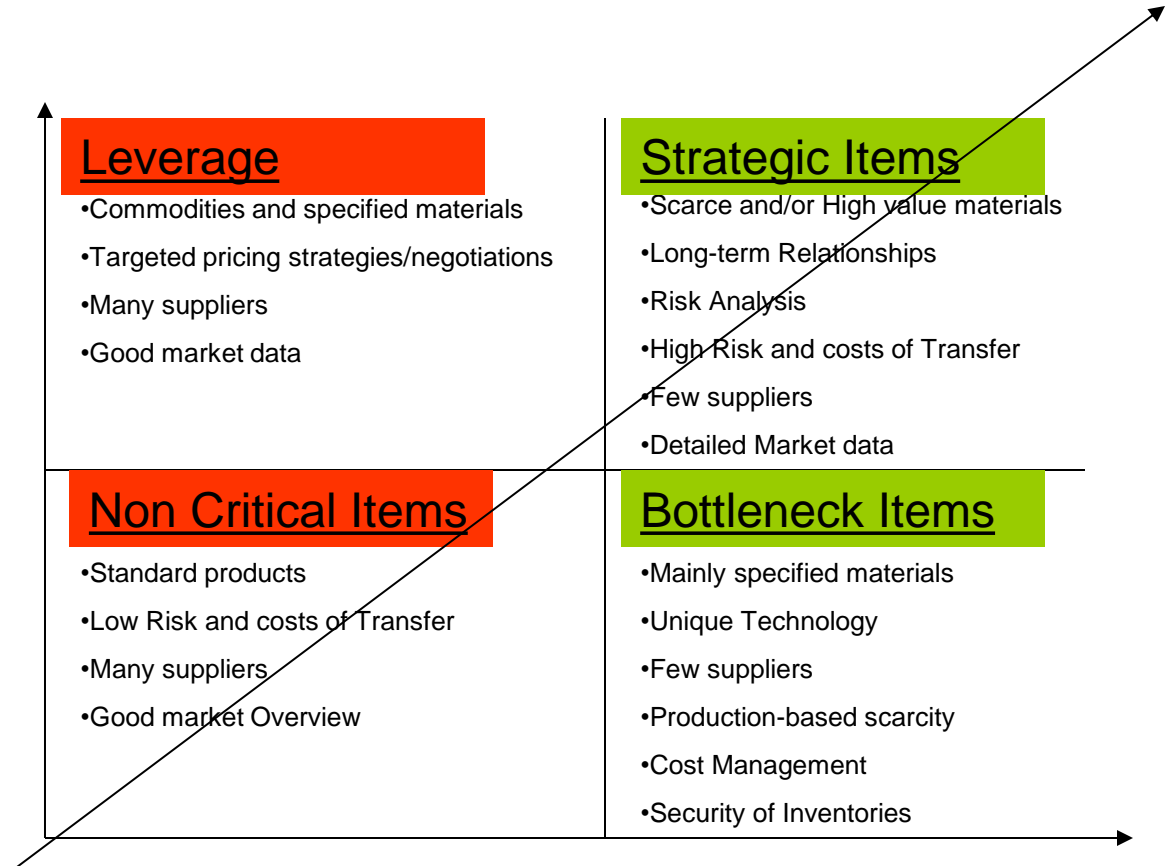 Leverage
•Commodities and specified materials
•Targeted pricing strategies/negotiations
•Many suppliers
•Good market data
Strategic Items
•Scarce and/or High value materials
•Long-term Relationships
•Risk Analysis
•High Risk and costs of Transfer
•Few suppliers
•Detailed Market data
Non Critical Items
•Standard products
•Low Risk and costs of Transfer
•Many suppliers
•Good market Overview
Bottleneck Items
•Mainly specified materials
•Unique Technology
•Few suppliers
•Production-based scarcity
•Cost Management
•Security of Inventories